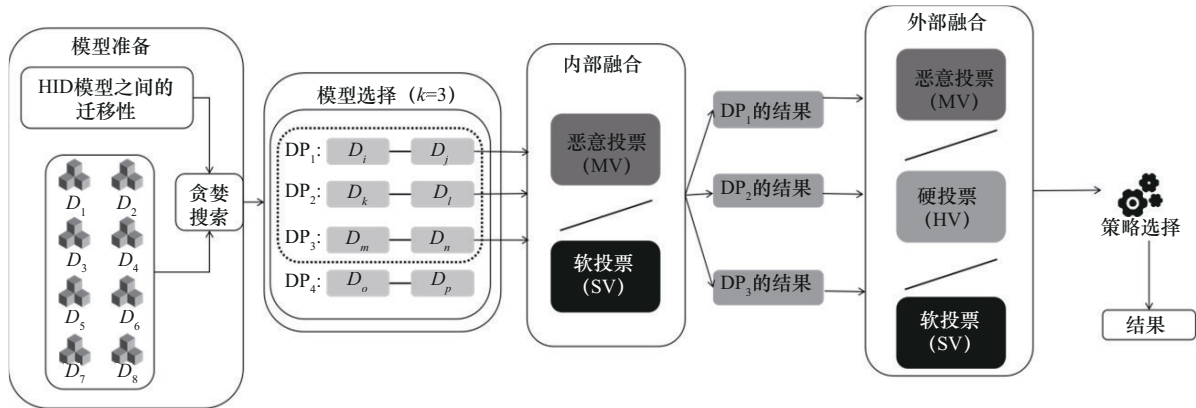 模型准备
HID模型之间的
迁移性
D1
D2
D3
D4
D5
D6
D7
D8
贪婪
搜索
模型选择（k=3）
DP1: Di Dj
DP2: Dk Dl
DP3: Dm Dn
DP4: Do Dp
内部融合
恶意投票
(MV)
软投票
(SV)
DP1的结果
DP2的结果
DP3的结果
外部融合
恶意投票
(MV)
硬投票
(HV)
软投票
(SV)
策略选择
结果